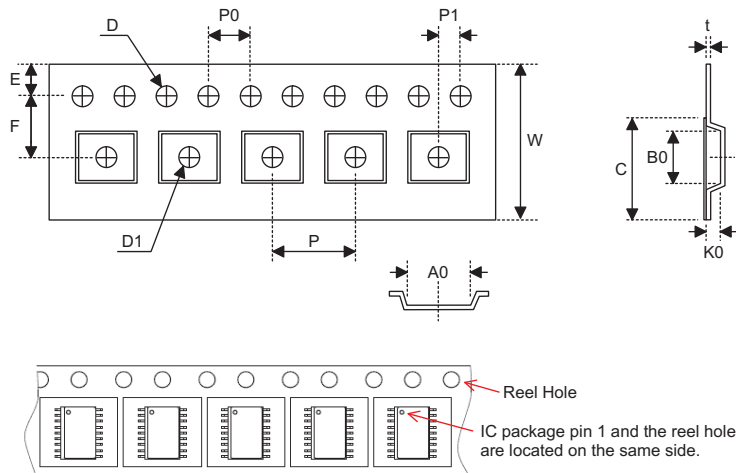 D
P0
P1
t
E
F
W
C
B0
D1
P
K0
A0
Reel Hole
IC package pin 1 and the reel hole
are located on the same side.